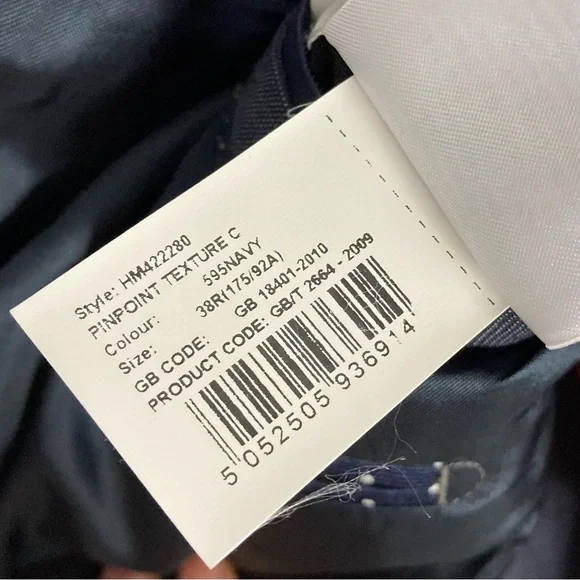 Style: HM422280
PINPOINT TEXTURE C
Colour: 595NAVY
Size: 38R(175/92A)
GB CODE: GB 18401-2010
PRODUCT CODE: GB/T 2664 -2009
5 052505 936914